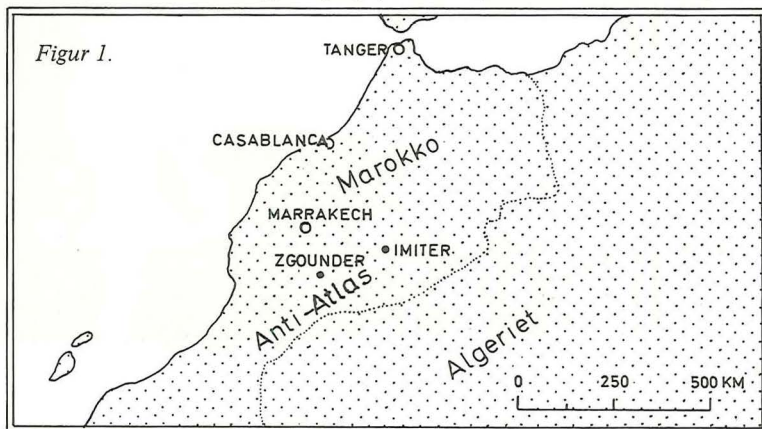 Figur 1.
TANGER
CASABLANCA
Marokko
MARRAKECH
IMITER
ZGOUNDER
Anti-Atlas
Algeriet
0 250 500 KM